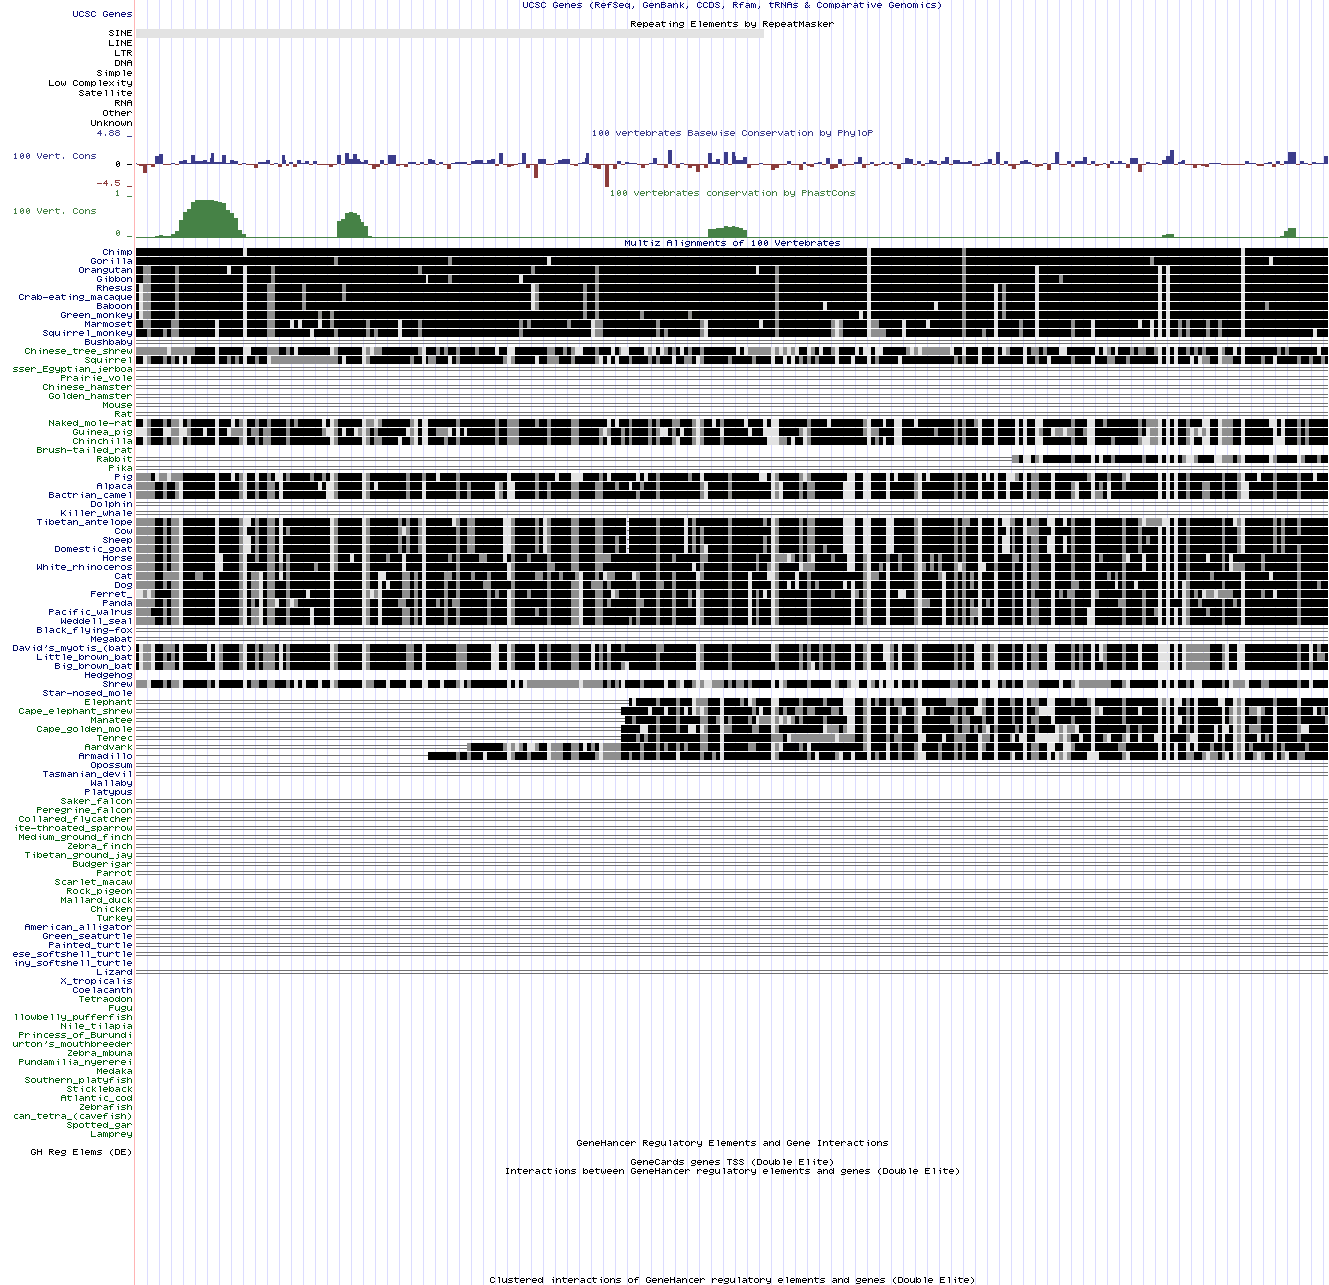 UCSC Genes (RefSeq, GenBank, CCDS, Rfam, tRNAs & Comparative Genomics)
UCSC Genes
Repeating Elements by RepeatMasker
SINE
LINE
LTR
DNA
Simple
Low Complexity
Satellite
RNA
Other
Unknown
4.88 _
100 vertebrates Basewise Conservation by PhyloP
100 Vert. Cons
0 _
-4.5 _
1 _
100 vertebrates conservation by PhastCons
100 Vert. Cons
0 _
Multiz Alignments of 100 Vertebrates
Chimp
Gorilla
Orangutan
Gibbon
Rhesus
Crab-eating_macaque
Baboon
Green_monkey
Marmoset
Squirrel_monkey
Bushbaby
Chinese_tree_shrew
Squirrel
sser_Egyptian_jerboa
Prairie_vole
Chinese_hamster
Golden_hamster
Mouse
Rat
Naked_mole-rat
Guinea_pig
Chinchilla
Brush-tailed_rat
Rabbit
Pika
Pig
Alpaca
Bactrian_camel
Dolphin
Killer_whale
Tibetan_antelope
Cow
Sheep
Domestic_goat
Horse
White_rhinoceros
Cat
Dog
Ferret_
Panda
Pacific_walrus
Weddell_seal
Black_flying-fox
Megabat
David's_myotis_(bat)
Little_brown_bat
Big_brown_bat
Hedgehog
Shrew
Star-nosed_mole
Elephant
Cape_elephant_shrew
Manatee
Cape_golden_mole
Tenrec
Aardvark
Armadillo
Opossum
Tasmanian_devil
Wallaby
Platypus
Saker_falcon
Peregrine_falcon
Collared_flycatcher
ite-throated_sparrow
Medium_ground_finch
Zebra_finch
Tibetan_ground_jay
Budgerigar
Parrot
Scarlet_macaw
Rock_pigeon
Mallard_duck
Chicken
Turkey
American_alligator
Green_seaturtle
Painted_turtle
ese_softshell_turtle
iny_softshell_turtle
Lizard
X_tropicalis
Coelacanth
Tetraodon
Fugu
llowbelly_pufferfish
Nile_tilapia
Princess_of_Burundi
urton's_mouthbreeder
Zebra_mbuna
Pundamilia_nyererei
Medaka
Southern_platyfish
Stickleback
Atlantic_cod
Zebrafish
can_tetra_(cavefish)
Spotted_gar
Lamprey
GeneHancer Regulatory Elements and Gene Interactions
GH Reg Elems (DE)
GeneCards genes TSS (Double Elite)
Interactions between GeneHancer regulatory elements and genes (Double Elite)
Clustered interactions of GeneHancer regulatory elements and genes (Double Elite)